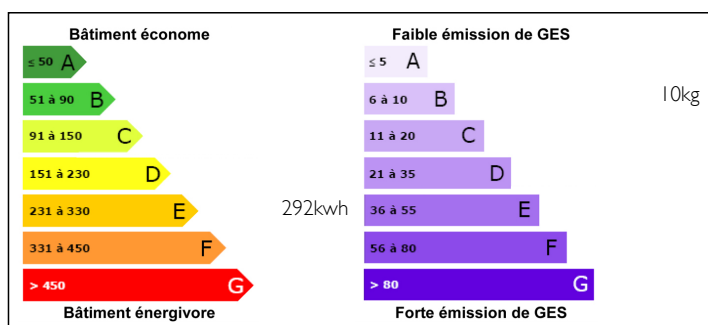 Bâtiment économe
≤ 50 A
51 à 90 B
91 à 150 C
151 à 230 D
231 à 330 E
292kwh
331 à 450 F
> 450 G
Bâtiment énergivore
Faible émission de GES
≤ 5 A
6 à 10 B
10kg
11 à 20 C
21 à 35 D
36 à 55 E
56 à 80 F
> 80 G
Forte émission de GES